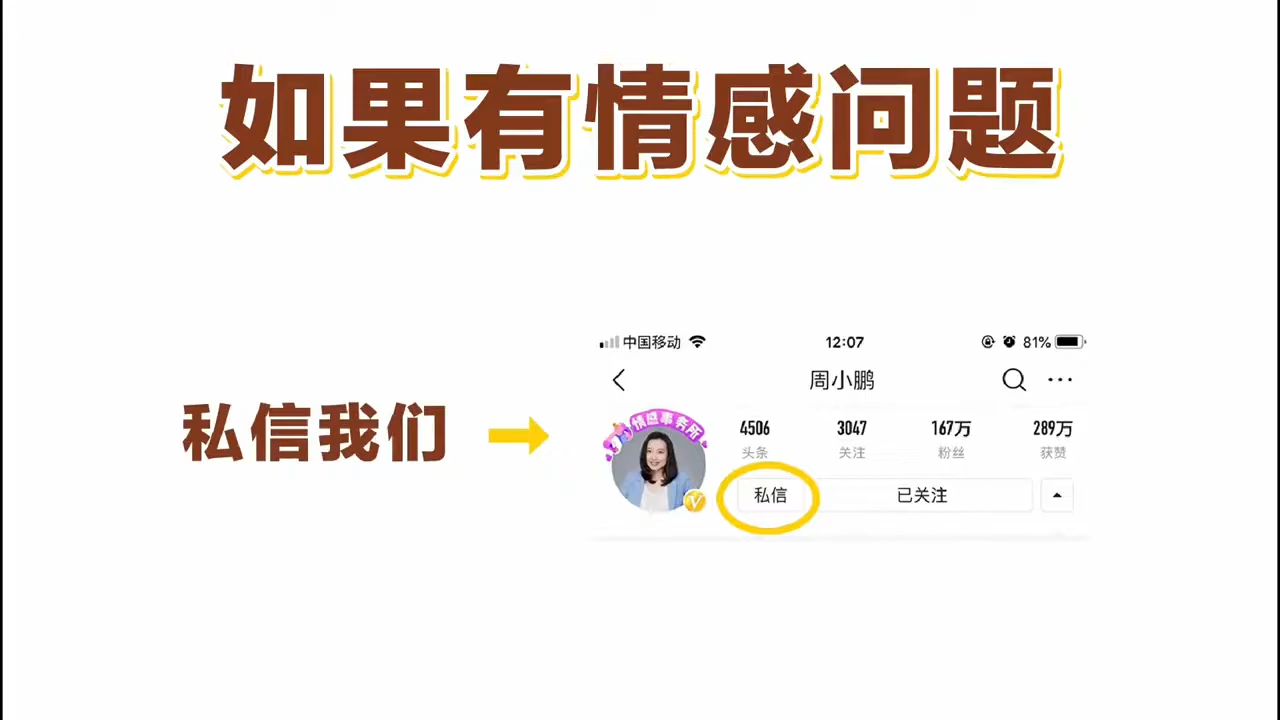 如果有情感问题
私信我们
中国移动 12:07 81%
周小鹏
情感事务所
4506 3047 167万 289万
头条 关注 粉丝 获赞
私信 已关注